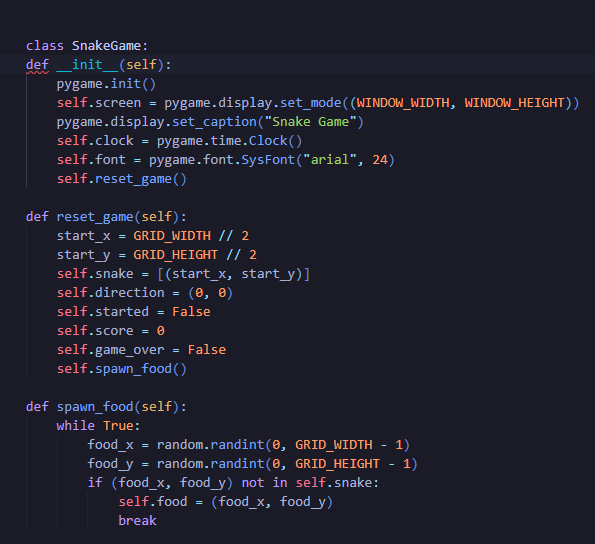 class SnakeGame:
def __init__(self):
    pygame.init()
    self.screen = pygame.display.set_mode((WINDOW_WIDTH, WINDOW_HEIGHT))
    pygame.display.set_caption("Snake Game")
    self.clock = pygame.time.Clock()
    self.font = pygame.font.SysFont("arial", 24)
    self.reset_game()

def reset_game(self):
    start_x = GRID_WIDTH // 2
    start_y = GRID_HEIGHT // 2
    self.snake = [(start_x, start_y)]
    self.direction = (0, 0)
    self.started = False
    self.score = 0
    self.game_over = False
    self.spawn_food()

def spawn_food(self):
    while True:
        food_x = random.randint(0, GRID_WIDTH - 1)
        food_y = random.randint(0, GRID_HEIGHT - 1)
        if (food_x, food_y) not in self.snake:
            self.food = (food_x, food_y)
            break